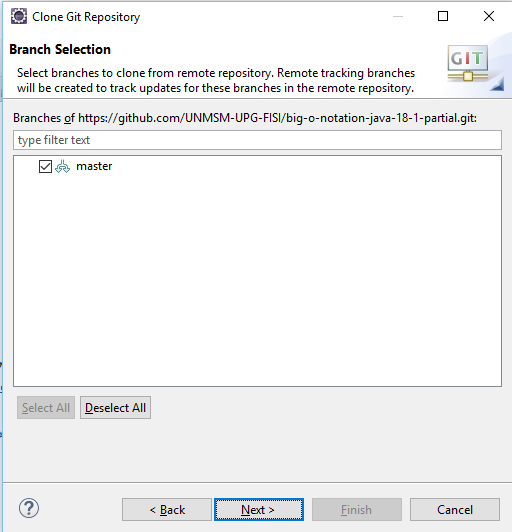 Clone Git Repository
Branch Selection
GIT
Select branches to clone from remote repository. Remote tracking branches
will be created to track updates for these branches in the remote repository.
Branches of https://github.com/UNMSM-UPG-FISI/big-o-notation-java-18-1-partial.git:
type filter text
master
Select All
Deselect All
?
< Back
Next >
Finish
Cancel